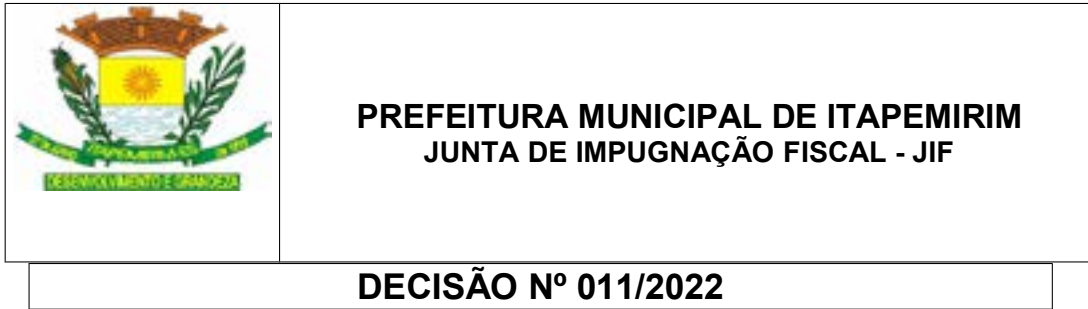 PREFEITURA MUNICIPAL DE ITAPEMIRIM
JUNTA DE IMPUGNAÇÃO FISCAL - JIF
DESENVOLVIMENTO E GRANDEZA
DECISÃO Nº 011/2022